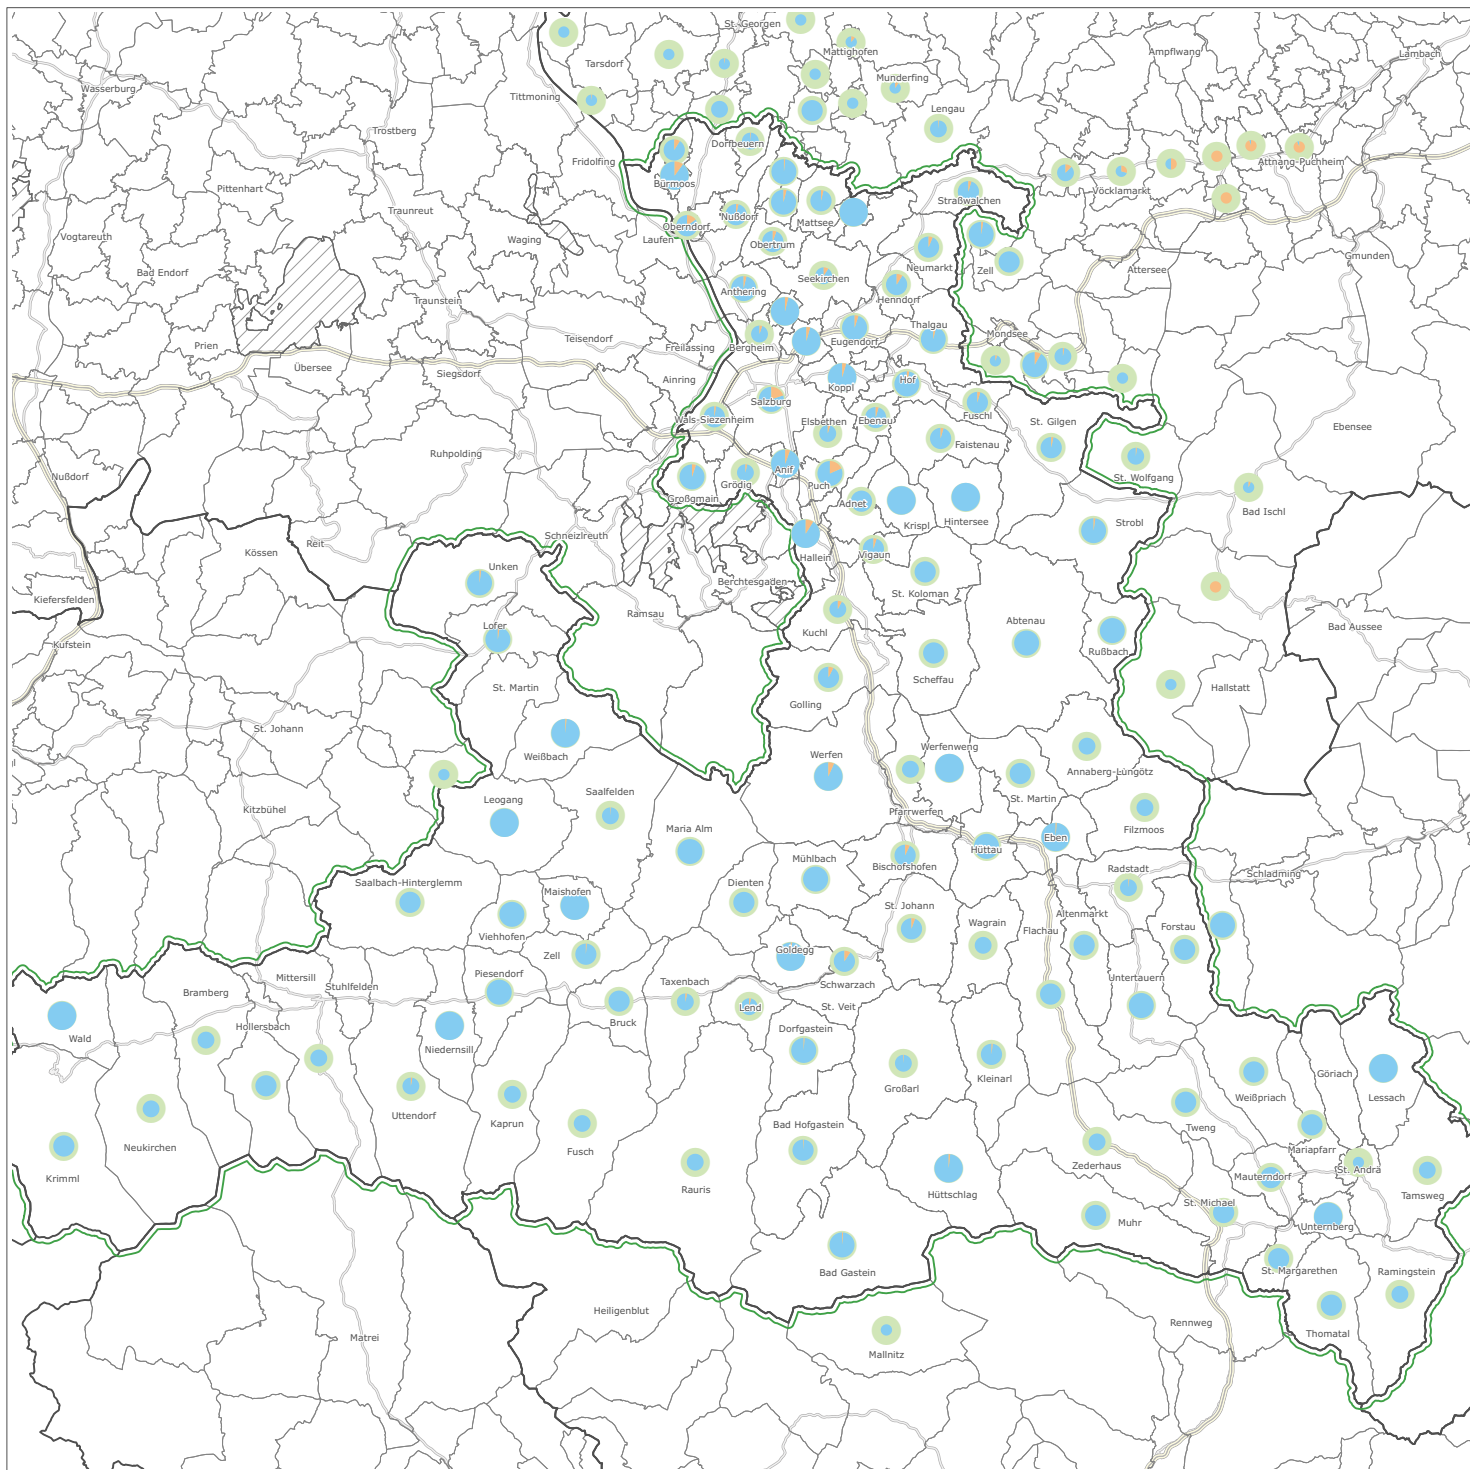 St. Georgen
Mattighofen
Ampflwang
Lambach
Tarsdorf
Munderfing
Wasserburg
Tittmoning
Lengau
Trostberg
Dorfbeuern
Fridolfing
Attnang-Puchheim
Bürmoos
Vöcklamarkt
Pittenhart
Straßwalchen
Traunreut
Nußdorf
Mattsee
Oberndorf
Vogtareuth
Waging
Laufen
Obertrum
Neumarkt
Gmunden
Bad Endorf
Zell
Attersee
Seekirchen
Anthering
Traunstein
Henndorf
Thalgau
Mondsee
Teisendorf
Eugendorf
Prien
Freilassing
Bergheim
Übersee
Siegsdorf
Ainring
Hof
Koppl
Salzburg
Fuschl
Wals-Siezenheim
Elsbethen
Ebenau
St. Gilgen
Ebensee
Faistenau
Ruhpolding
Anif
Nußdorf
Grödig
Puch
St. Wolfgang
Großgmain
Adnet
Krispl
Hintersee
Bad Ischl
Strobl
Schneizlreuth
Reit
Kössen
Hallein
Vigaun
Unken
Berchtesgaden
St. Koloman
Kiefersfelden
Ramsau
Abtenau
Lofer
Bad Aussee
Kuchl
Kufstein
Rußbach
Scheffau
St. Martin
Hallstatt
Golling
St. Johann
Weißbach
Werfen
Werfenweng
Annaberg-Lungötz
Leogang
Saalfelden
St. Martin
Kitzbühel
Pfarrwerfen
Filzmoos
Maria Alm
Eben
Hüttau
Mühlbach
Bischofshofen
Radstadt
Schladming
Saalbach-Hinterglemm
Dienten
Maishofen
St. Johann
Altenmarkt
Wagrain
Forstau
Viehhofen
Flachau
Goldegg
Zell
Piesendorf
Mittersill
Untertauern
Taxenbach
Schwarzach
Stuhlfelden
Bramberg
Lend
St. Veit
Bruck
Hollersbach
Dorfgastein
Wald
Niedernsill
Großarl
Göriach
Kleinarl
Uttendorf
Weißpriach
Lessach
Kaprun
Bad Hofgastein
Tweng
Neukirchen
Fusch
Mariapfarr
Zederhaus
St. Andrä
Krimml
Mauterndorf
Rauris
Hüttschlag
Tamsweg
St. Michael
Muhr
Unternberg
Bad Gastein
St. Margarethen
Ramingstein
Heiligenblut
Rennweg
Thomatal
Matrei
Mallnitz